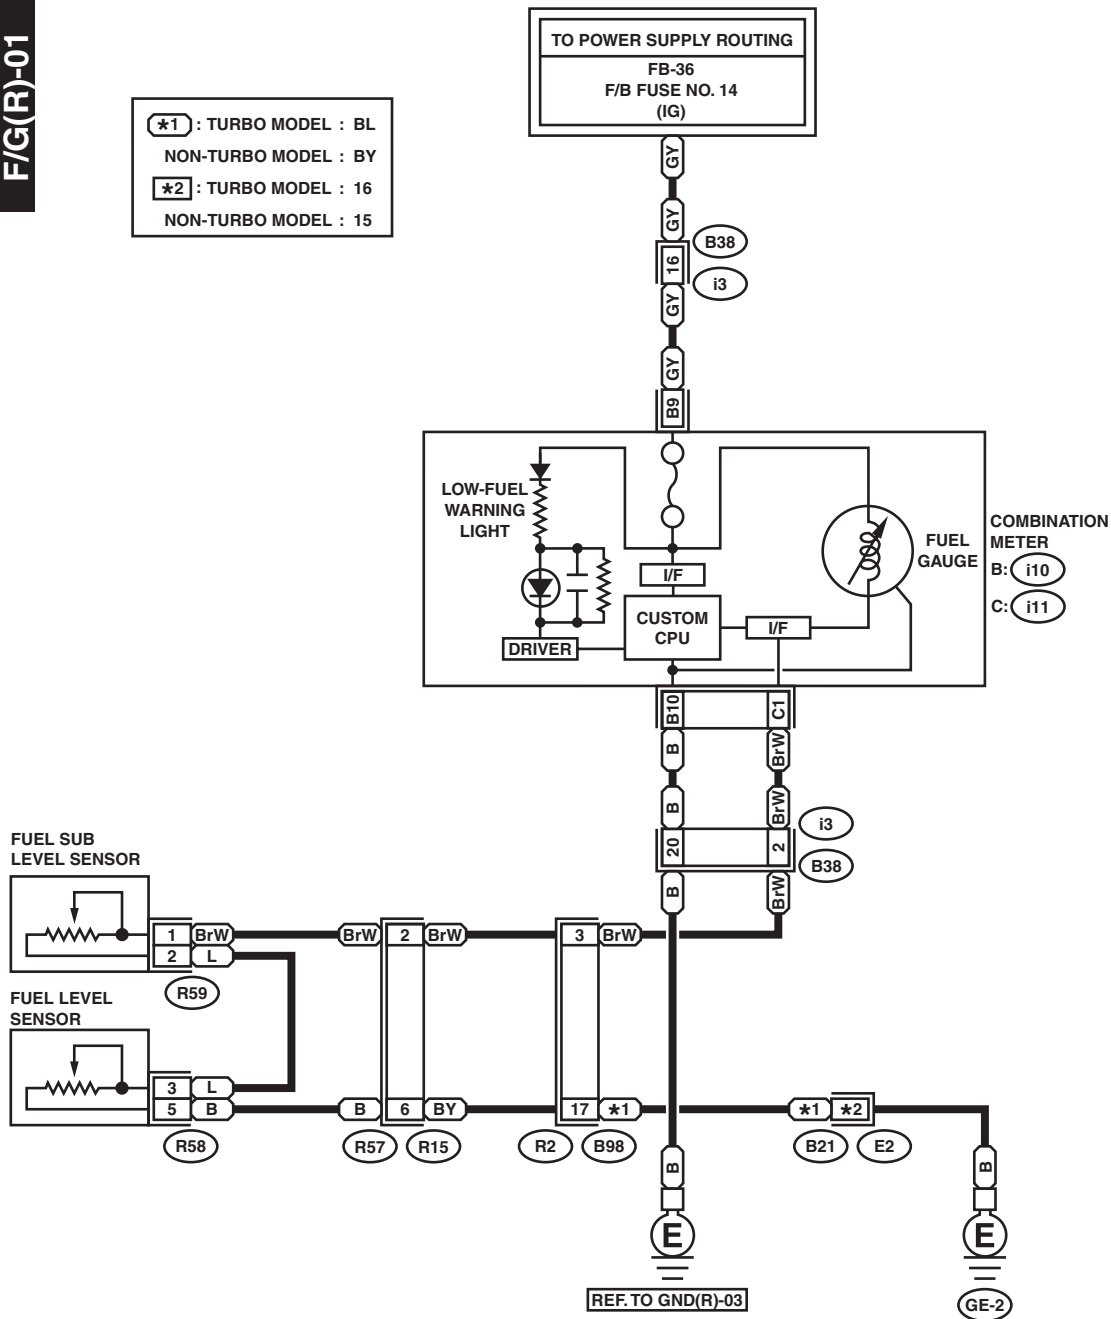 F/G(R)-01
TO POWER SUPPLY ROUTING
FB-36
F/B FUSE NO. 14
(IG)
*1 : TURBO MODEL : BL
NON-TURBO MODEL : BY
*2 : TURBO MODEL : 16
NON-TURBO MODEL : 15
GY
GY
B38
16
i3
GY
GY
B9
LOW-FUEL
WARNING
LIGHT
I/F
CUSTOM
CPU
DRIVER
I/F
FUEL
GAUGE
COMBINATION
METER
B: i10
C: i11
B10 C1
B BrW
B BrW
i3
20 2
B38
B BrW
FUEL SUB
LEVEL SENSOR
1 BrW BrW 2 BrW 3 BrW
2 L
R59
FUEL LEVEL
SENSOR
3 L
5 B B 6 BY 17 *1 *1 *2
R58 R57 R15 R2 B98 B21 E2
B B
E E
REF. TO GND(R)-03
GE-2